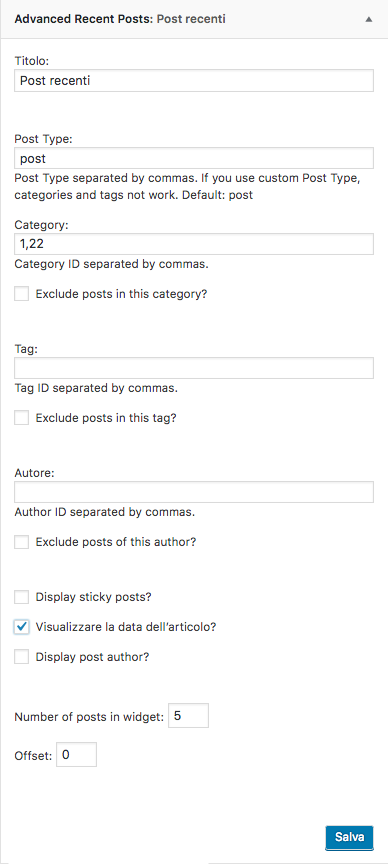 Advanced Recent Posts: Post recenti
Titolo:
Post recenti
Post Type:
post
Post Type separated by commas. If you use custom Post Type,
categories and tags not work. Default: post
Category:
1,22
Category ID separated by commas.
Exclude posts in this category?
Tag:
Tag ID separated by commas.
Exclude posts in this tag?
Autore:
Author ID separated by commas.
Exclude posts of this author?
Display sticky posts?
Visualizzare la data dell’articolo?
Display post author?
Number of posts in widget: 5
Offset: 0
Salva